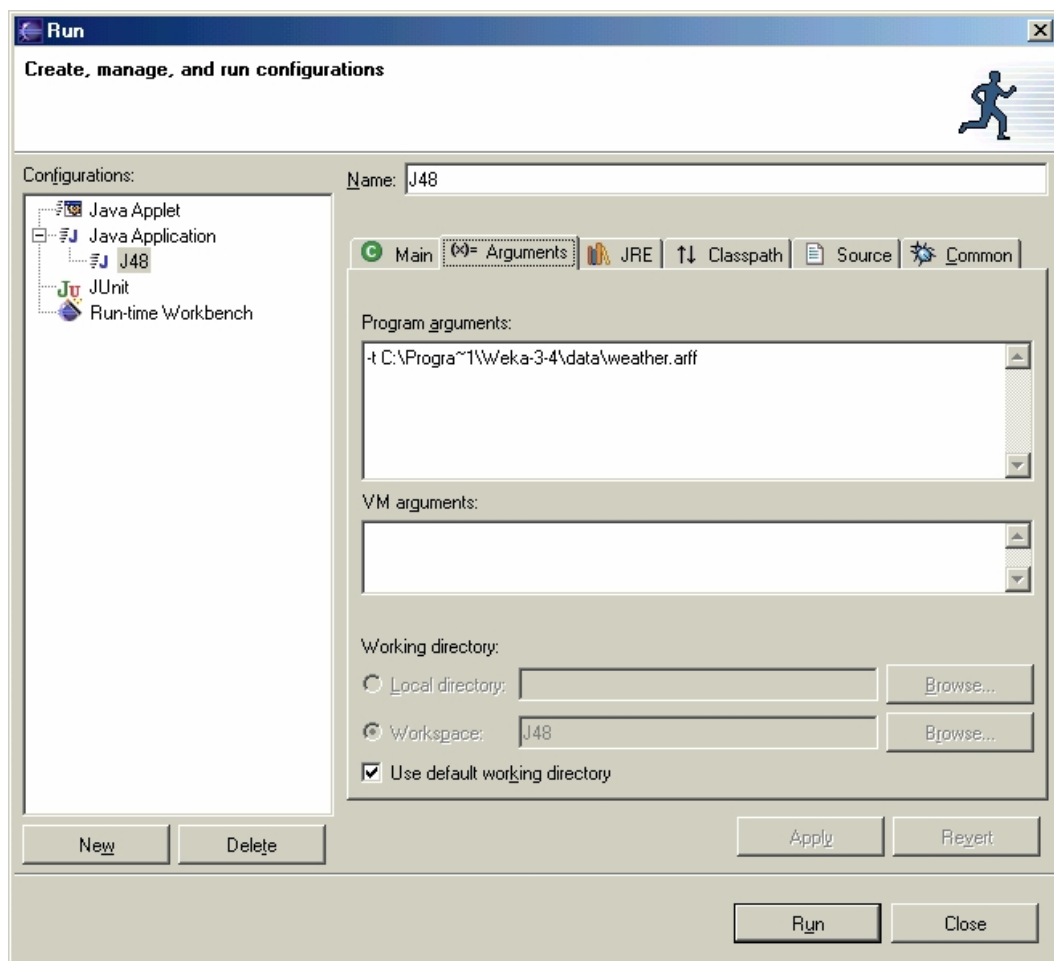 Run
Create, manage, and run configurations
Configurations:
Java Applet
Java Application
J48
JUnit
Run-time Workbench
New
Delete
Name: J48
Main
(x)= Arguments
JRE
Classpath
Source
Common
Program arguments:
-t C:\Progra~1\Weka-3-4\data\weather.arff
VM arguments:
Working directory:
Local directory:
Browse...
Workspace: J48
Browse...
Use default working directory
Apply
Revert
Run
Close